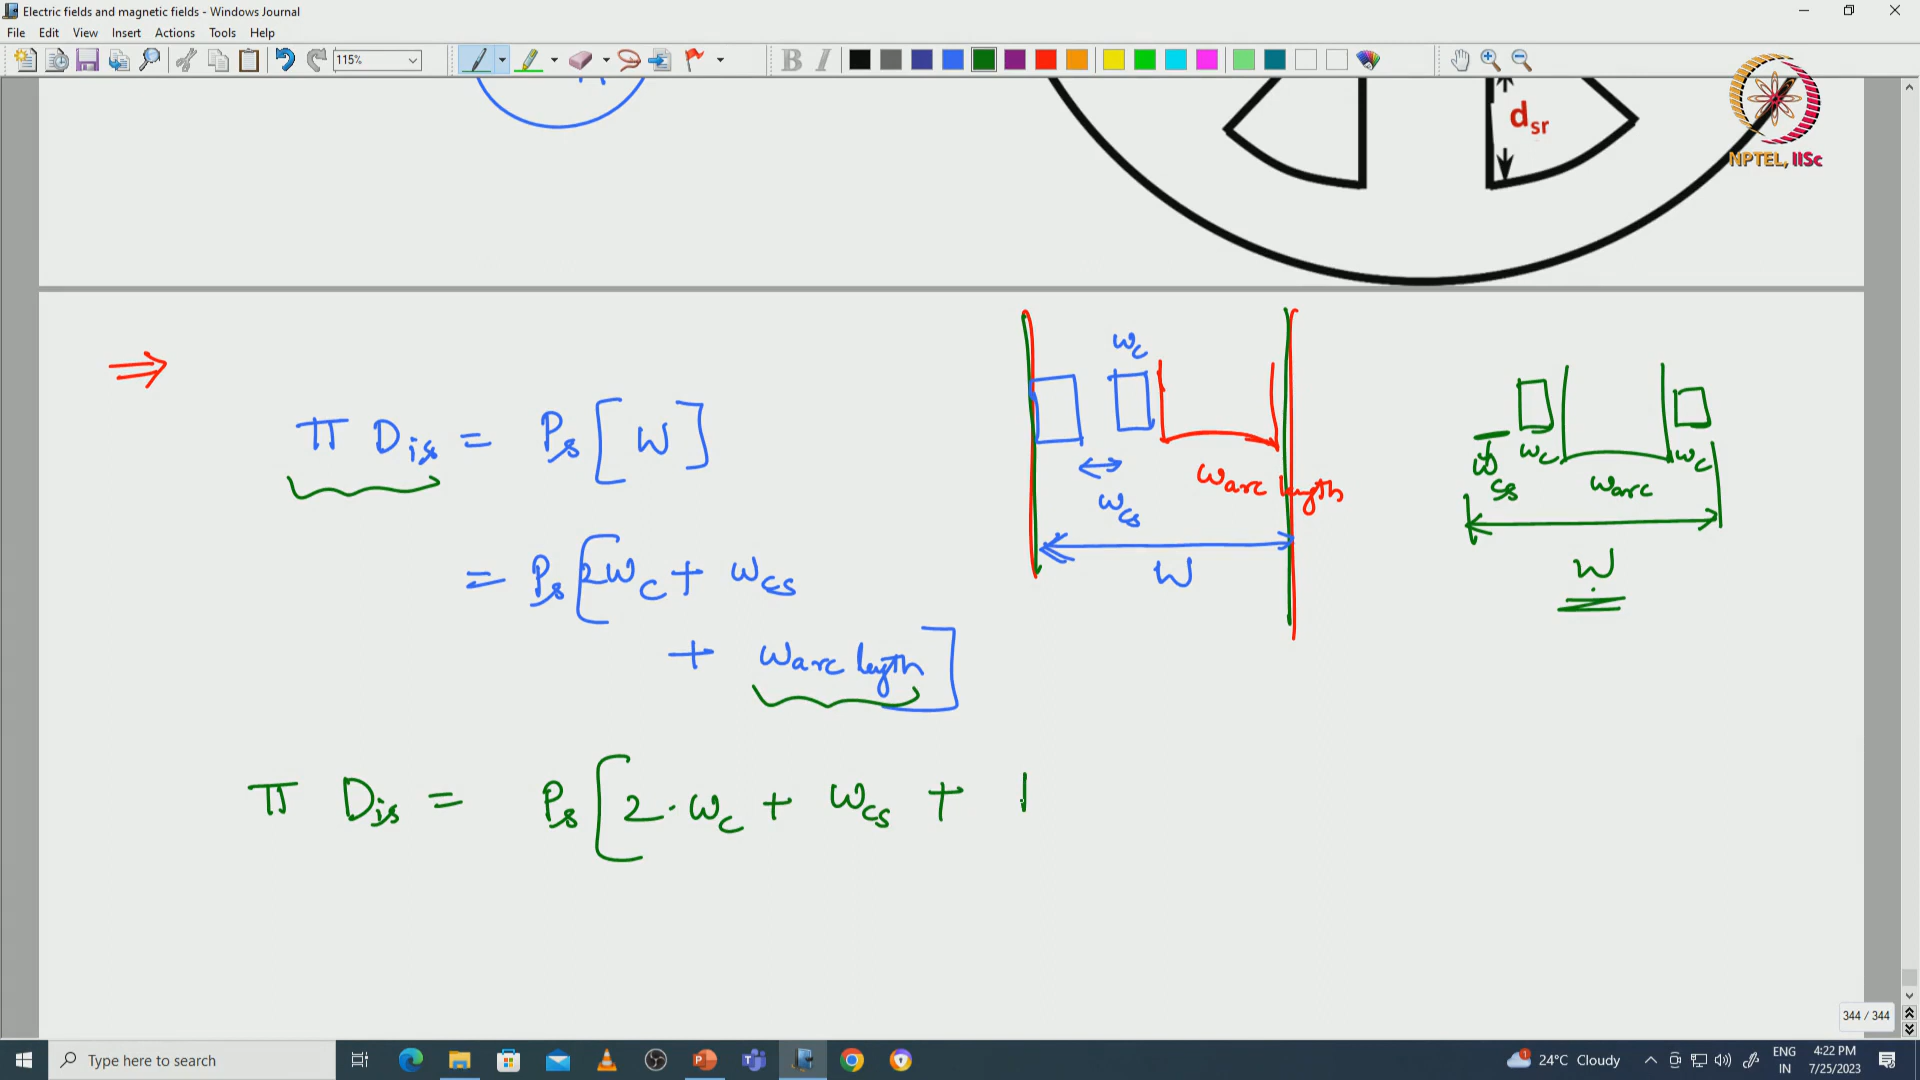 Electric fields and magnetic fields - Windows Journal
File Edit View Insert Actions Tools Help
115%
B I
dsr
NPTEL, IISc
⇒
π Dis = Ps [ W ]
= Ps [ 2wc + wcs
+ warc length ]
π Dis = Ps [ 2 · wc + wcs +
wc
wcs
warc length
W
wcs wc warc wc
W
344 / 344
Type here to search
24°C Cloudy
ENG
IN
4:22 PM
7/25/2023